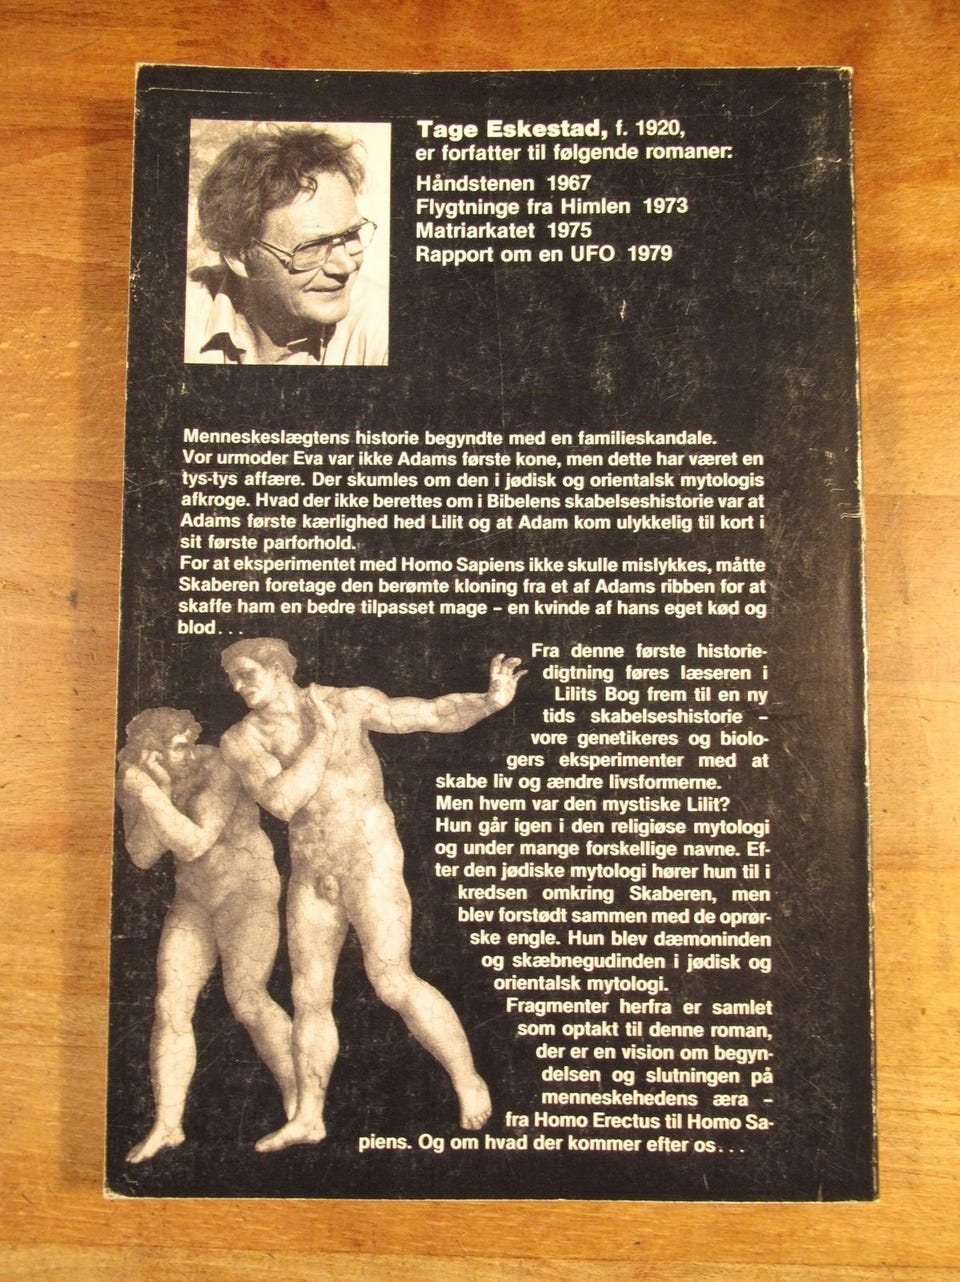 Tage Eskestad, f. 1920,
er forfatter til følgende romaner:
Håndstenen 1967
Flygtninge fra Himlen 1973
Matriarkatet 1975
Rapport om en UFO 1979
Menneskeslægtens historie begyndte med en familieskandale.
Vor urmoder Eva var ikke Adams første kone, men dette har været en
tys-tys affære. Der skumles om den i jødisk og orientalsk mytologis
afkroge. Hvad der ikke berettes om i Bibelens skabelseshistorie var at
Adams første kærlighed hed Lilit og at Adam kom ulykkelig til kort i
sit første parforhold.
For at eksperimentet med Homo Sapiens ikke skulle mislykkes, måtte
Skaberen foretage den berømte kloning fra et af Adams ribben for at
skaffe ham en bedre tilpasset mage – en kvinde af hans eget kød og
blod...
Fra denne første historie-
digtning føres læseren i
Lilits Bog frem til en ny
tids skabelseshistorie –
vore genetikeres og biolo-
gers eksperimenter med at
skabe liv og ændre livsformerne.
Men hvem var den mystiske Lilit?
Hun går igen i den religiøse mytologi
og under mange forskellige navne. Ef-
ter den jødiske mytologi hører hun til i
kredsen omkring Skaberen, men
blev forstødt sammen med de oprør-
ske engle. Hun blev dæmoninden
og skæbnegudinden i jødisk og
orientalsk mytologi.
Fragmenter herfra er samlet
som optakt til denne roman,
der er en vision om begyn-
delsen og slutningen på
menneskehedens æra –
fra Homo Erectus til Homo Sa-
piens. Og om hvad der kommer efter os...